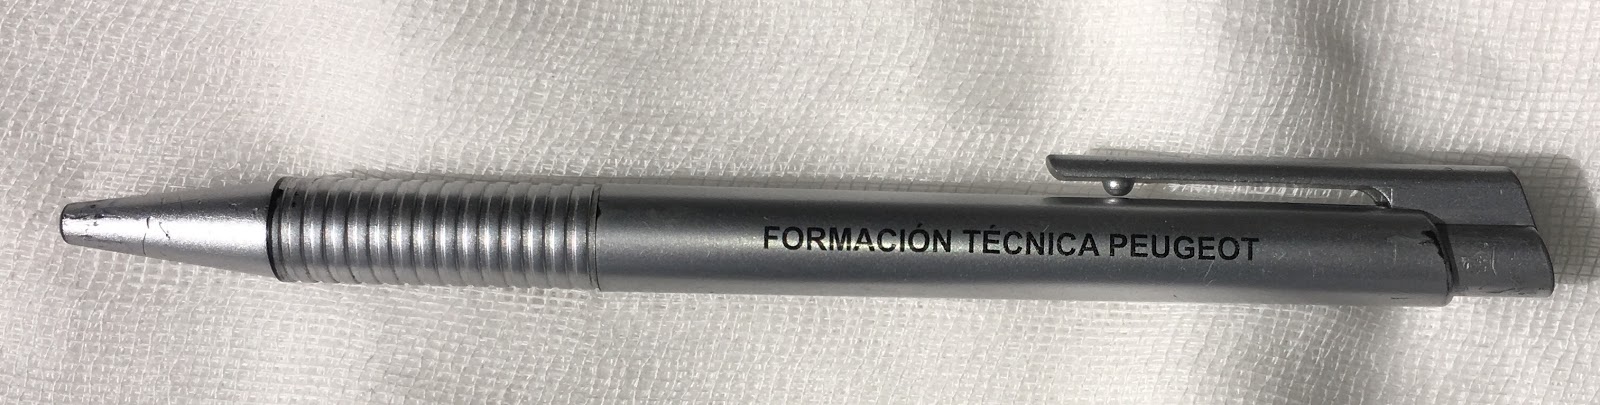 FORMACIÓN TÉCNICA PEUGEOT